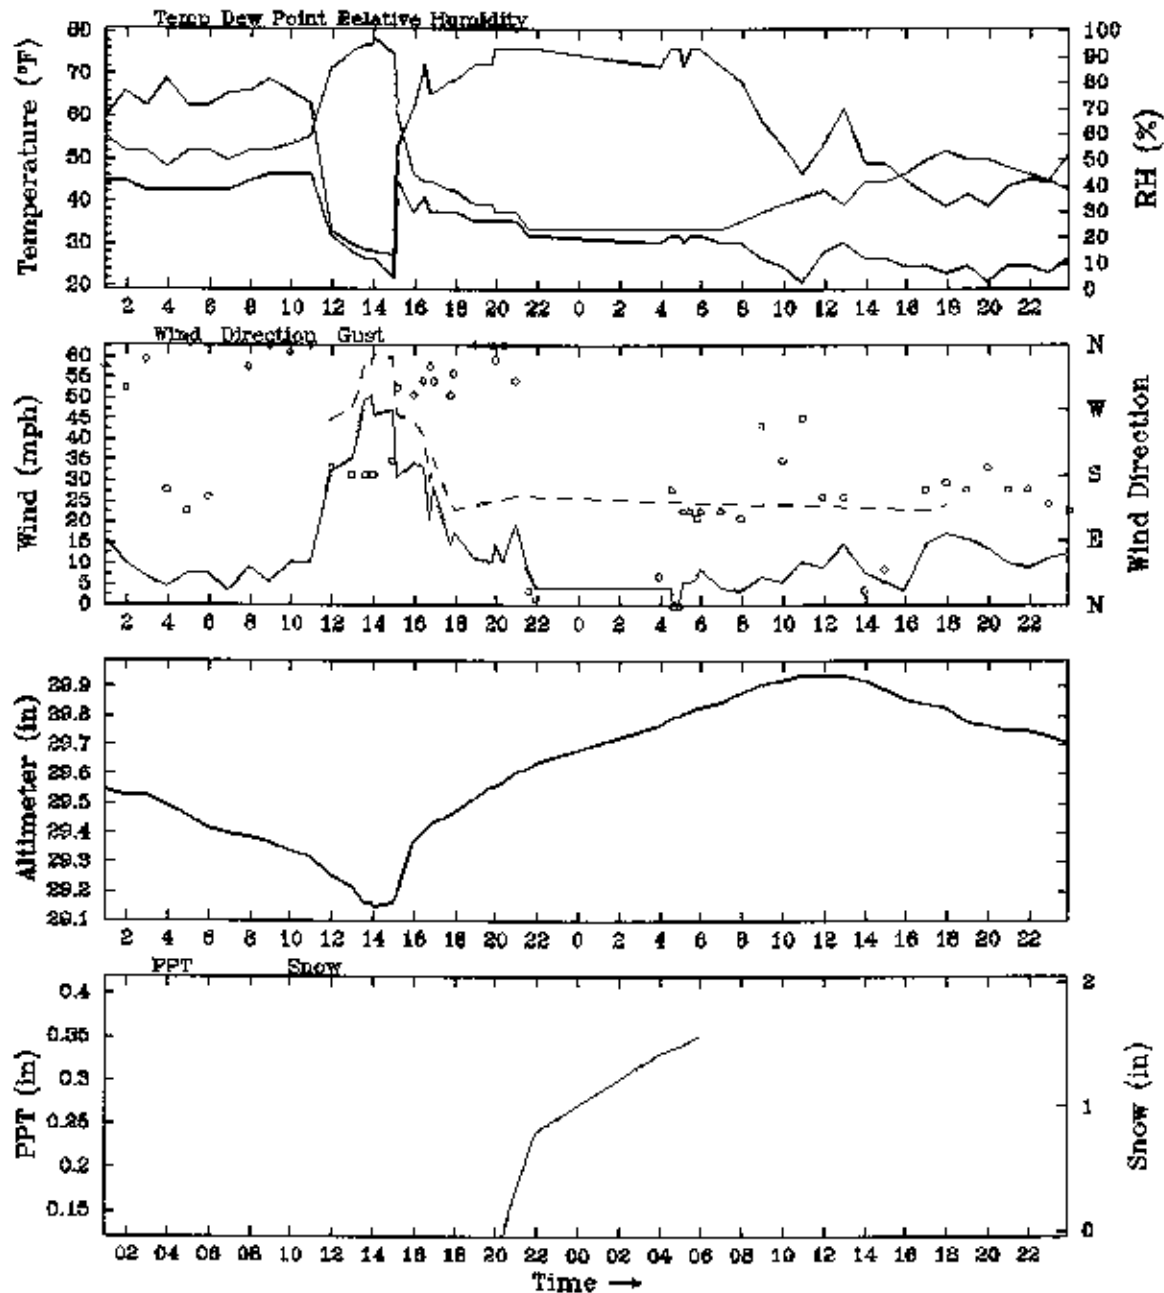 Temp Dew Point Relative Humidity
Temperature (°F)
80
70
60
50
40
30
20
100
90
80
70
60
50
40
30
20
10
0
RH (%)
2 4 6 8 10 12 14 16 18 20 22 0 2 4 6 8 10 12 14 16 18 20 22
Wind Direction Gust
Wind (mph)
60
55
50
45
40
35
30
25
20
15
10
5
0
N
W
S
E
N
Wind Direction
2 4 6 8 10 12 14 16 18 20 22 0 2 4 6 8 10 12 14 16 18 20 22
Altimeter (in)
29.9
29.8
29.7
29.6
29.5
29.4
29.3
29.2
29.1
2 4 6 8 10 12 14 16 18 20 22 0 2 4 6 8 10 12 14 16 18 20 22
PPT Snow
PPT (in)
0.4
0.35
0.3
0.25
0.2
0.15
2
1
0
Snow (in)
02 04 06 08 10 12 14 16 18 20 22 00 02 04 06 08 10 12 14 16 18 20 22
Time →